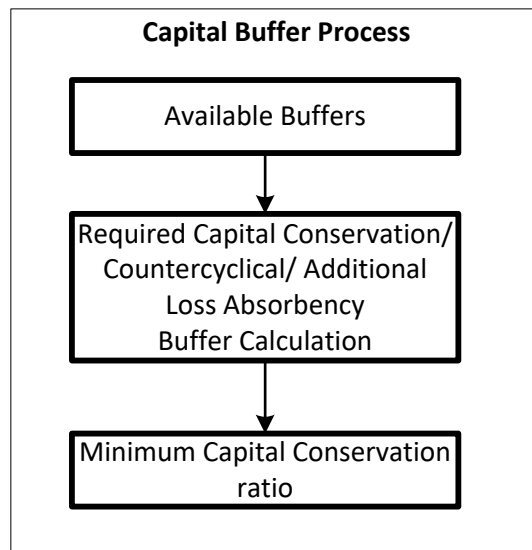 Capital Buffer Process
Available Buffers
Required Capital Conservation/
Countercyclical/ Additional
Loss Absorbency
Buffer Calculation
Minimum Capital Conservation
ratio